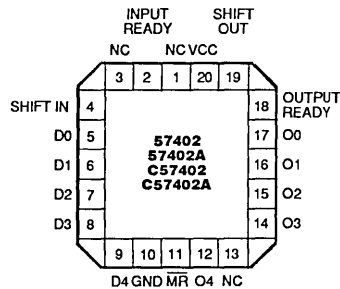 INPUT READY
SHIFT OUT
NC
NC
VCC
3 2 1 20 19
SHIFT IN 4
18 OUTPUT READY
D0 5
17 O0
D1 6
16 O1
D2 7
15 O2
D3 8
14 O3
57402
57402A
C57402
C57402A
9 10 11 12 13
D4 GND MR O4 NC